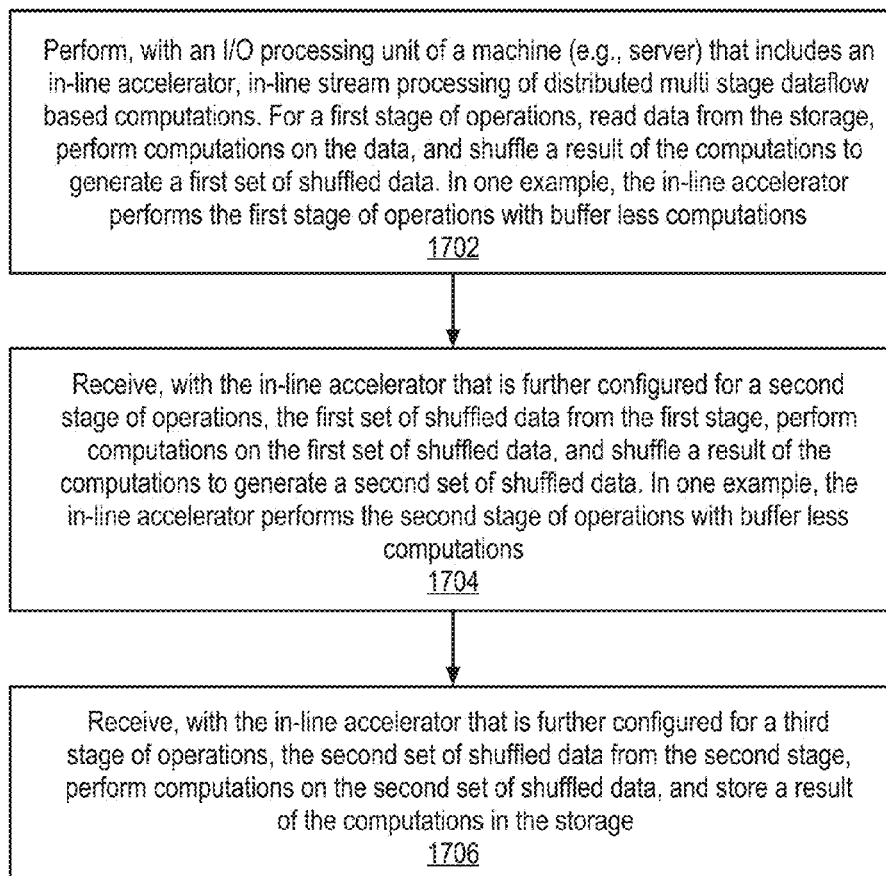 Perform, with an I/O processing unit of a machine (e.g., server) that includes an
in-line accelerator, in-line stream processing of distributed multi stage dataflow
based computations. For a first stage of operations, read data from the storage,
perform computations on the data, and shuffle a result of the computations to
generate a first set of shuffled data. In one example, the in-line accelerator
performs the first stage of operations with buffer less computations
1702
Receive, with the in-line accelerator that is further configured for a second
stage of operations, the first set of shuffled data from the first stage, perform
computations on the first set of shuffled data, and shuffle a result of the
computations to generate a second set of shuffled data. In one example, the
in-line accelerator performs the second stage of operations with buffer less
computations
1704
Receive, with the in-line accelerator that is further configured for a third
stage of operations, the second set of shuffled data from the second stage,
perform computations on the second set of shuffled data, and store a result
of the computations in the storage
1706